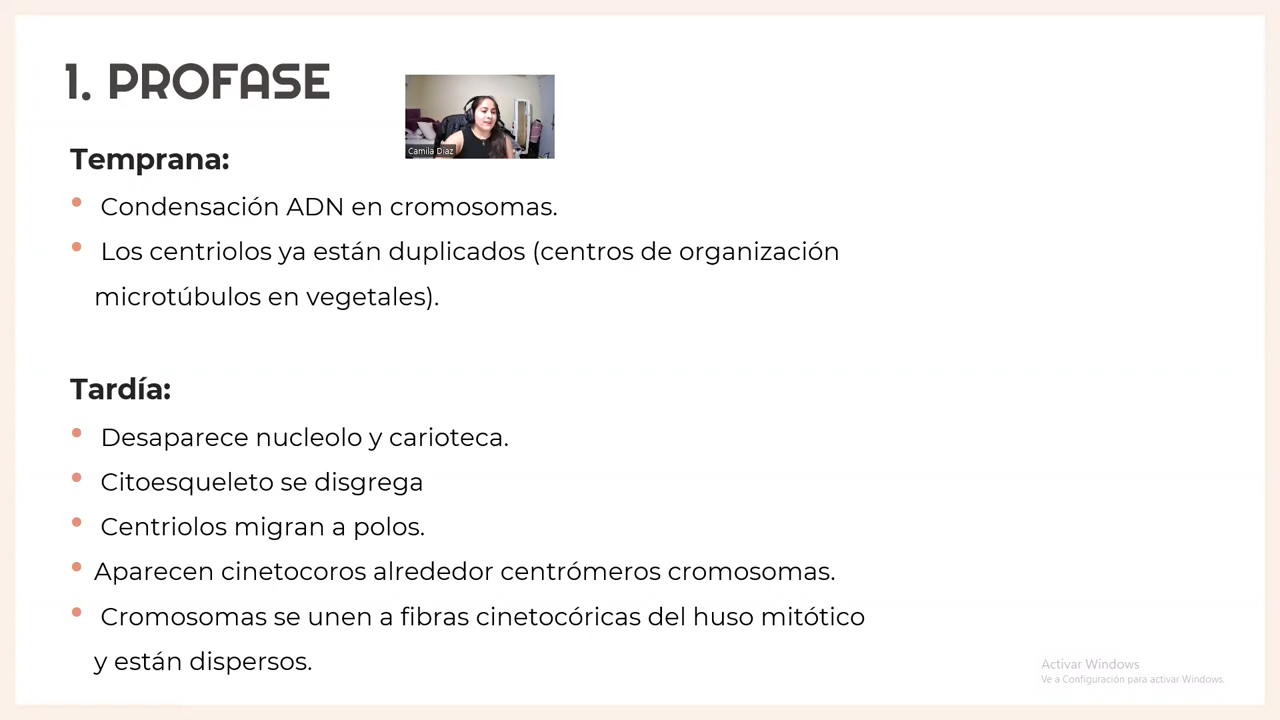 1. PROFASE
Camila Diaz
Temprana:
• Condensación ADN en cromosomas.
• Los centriolos ya están duplicados (centros de organización
microtúbulos en vegetales).
Tardía:
• Desaparece nucleolo y carioteca.
• Citoesqueleto se disgrega
• Centriolos migran a polos.
• Aparecen cinetocoros alrededor centrómeros cromosomas.
• Cromosomas se unen a fibras cinetocóricas del huso mitótico
y están dispersos.
Activar Windows
Ve a Configuración para activar Windows.